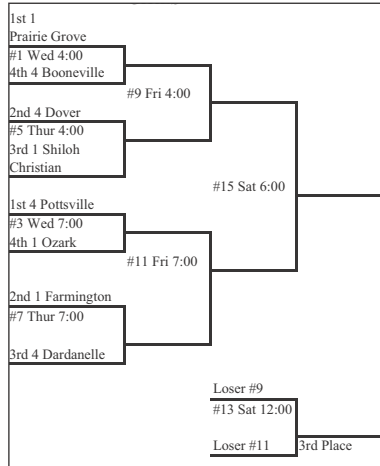 1st 1
Prairie Grove
#1 Wed 4:00
4th 4 Booneville
#9 Fri 4:00
2nd 4 Dover
#5 Thur 4:00
3rd 1 Shiloh
Christian
#15 Sat 6:00
1st 4 Pottsville
#3 Wed 7:00
4th 1 Ozark
#11 Fri 7:00
2nd 1 Farmington
#7 Thur 7:00
3rd 4 Dardanelle
Loser #9
#13 Sat 12:00
Loser #11
3rd Place